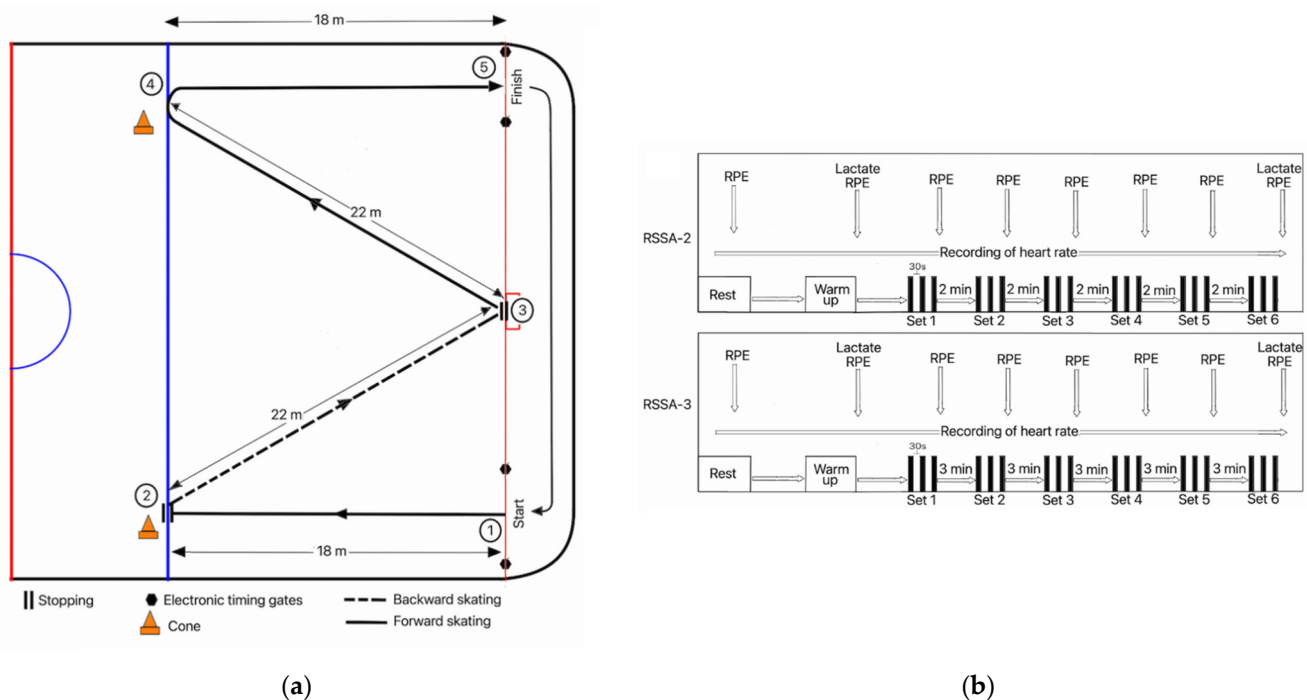 18 m
4
5
Finish
22 m
3
22 m
2
1
Start
18 m
Stopping
Electronic timing gates
Backward skating
Cone
Forward skating
(a)
RSSA-2
RPE
Lactate
RPE
RPE
RPE
RPE
RPE
RPE
Lactate
RPE
Recording of heart rate
30s
Rest
Warm
up
2 min
2 min
2 min
2 min
2 min
Set 1
Set 2
Set 3
Set 4
Set 5
Set 6
RSSA-3
RPE
Lactate
RPE
RPE
RPE
RPE
RPE
RPE
Lactate
RPE
Recording of heart rate
30s
Rest
Warm
up
3 min
3 min
3 min
3 min
3 min
Set 1
Set 2
Set 3
Set 4
Set 5
Set 6
(b)